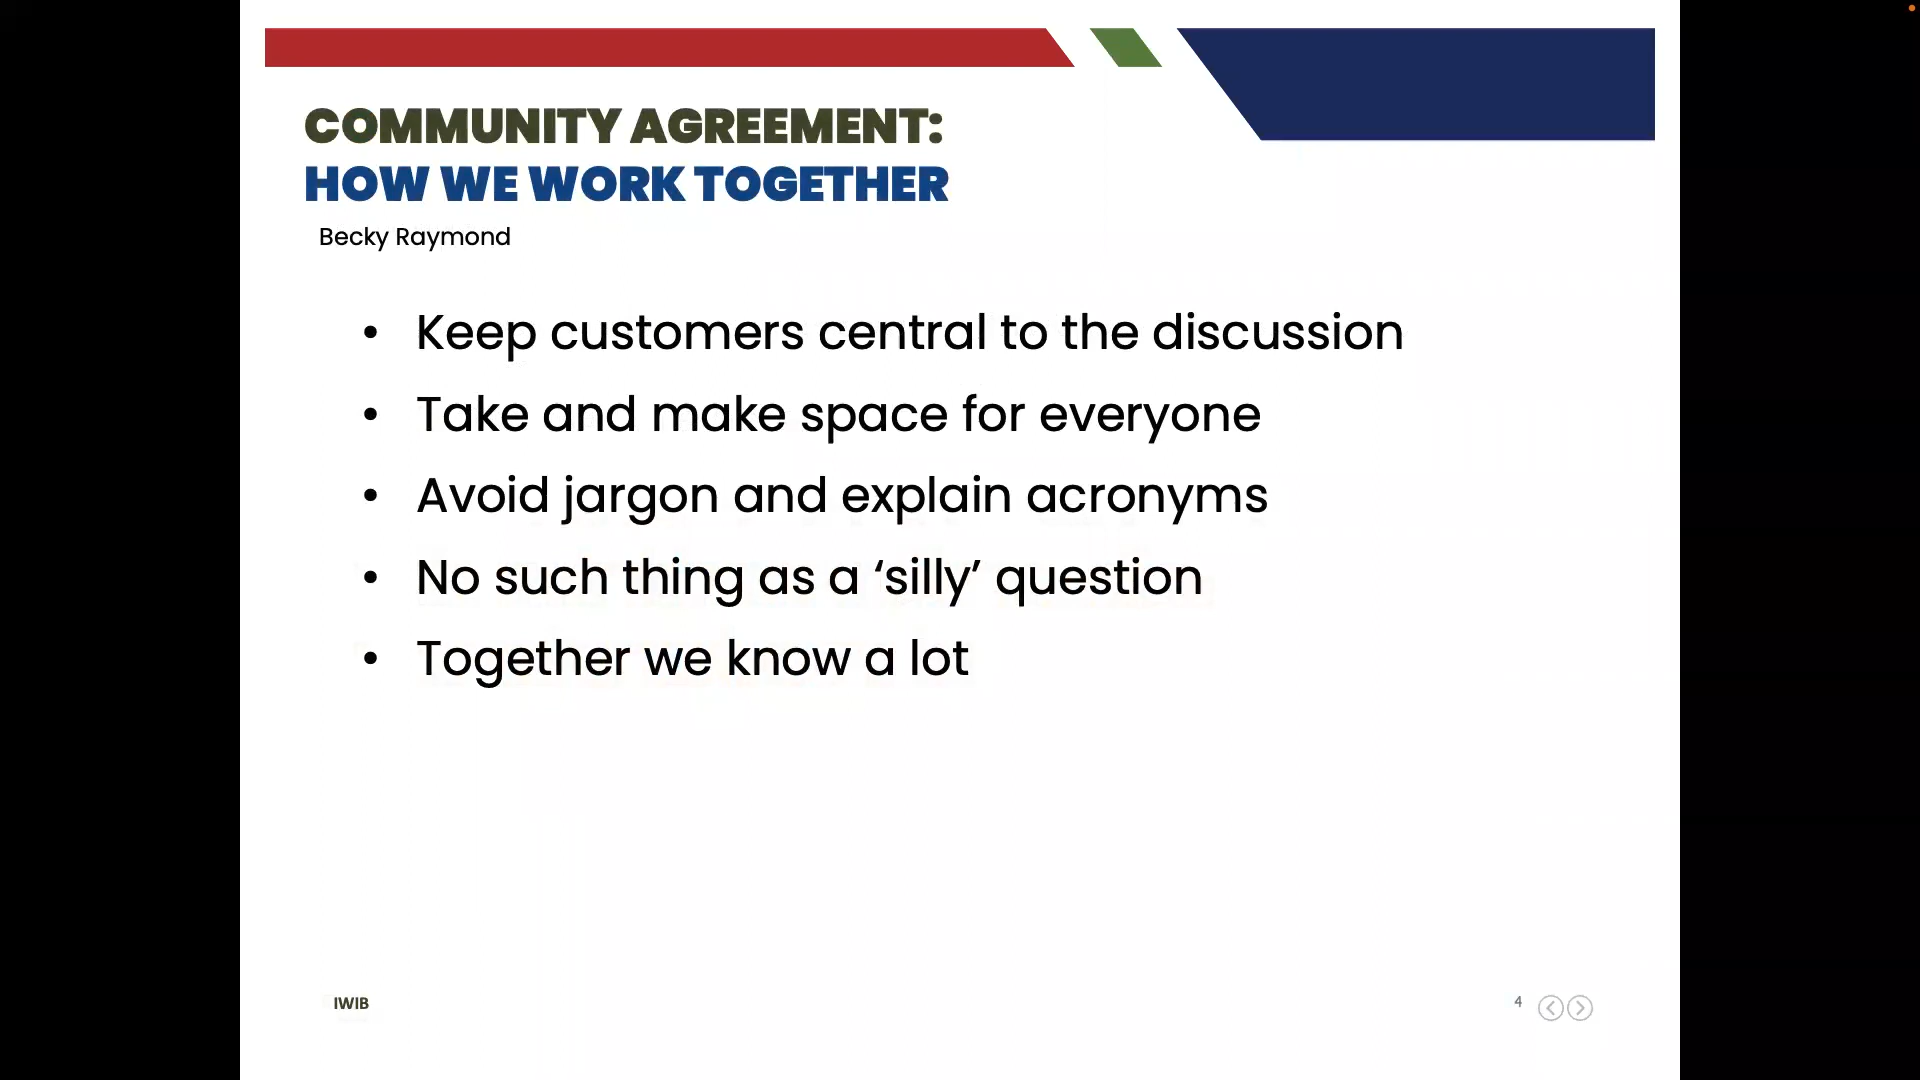 COMMUNITY AGREEMENT:
HOW WE WORK TOGETHER
Becky Raymond
• Keep customers central to the discussion
• Take and make space for everyone
• Avoid jargon and explain acronyms
• No such thing as a ‘silly’ question
• Together we know a lot
IWIB
4